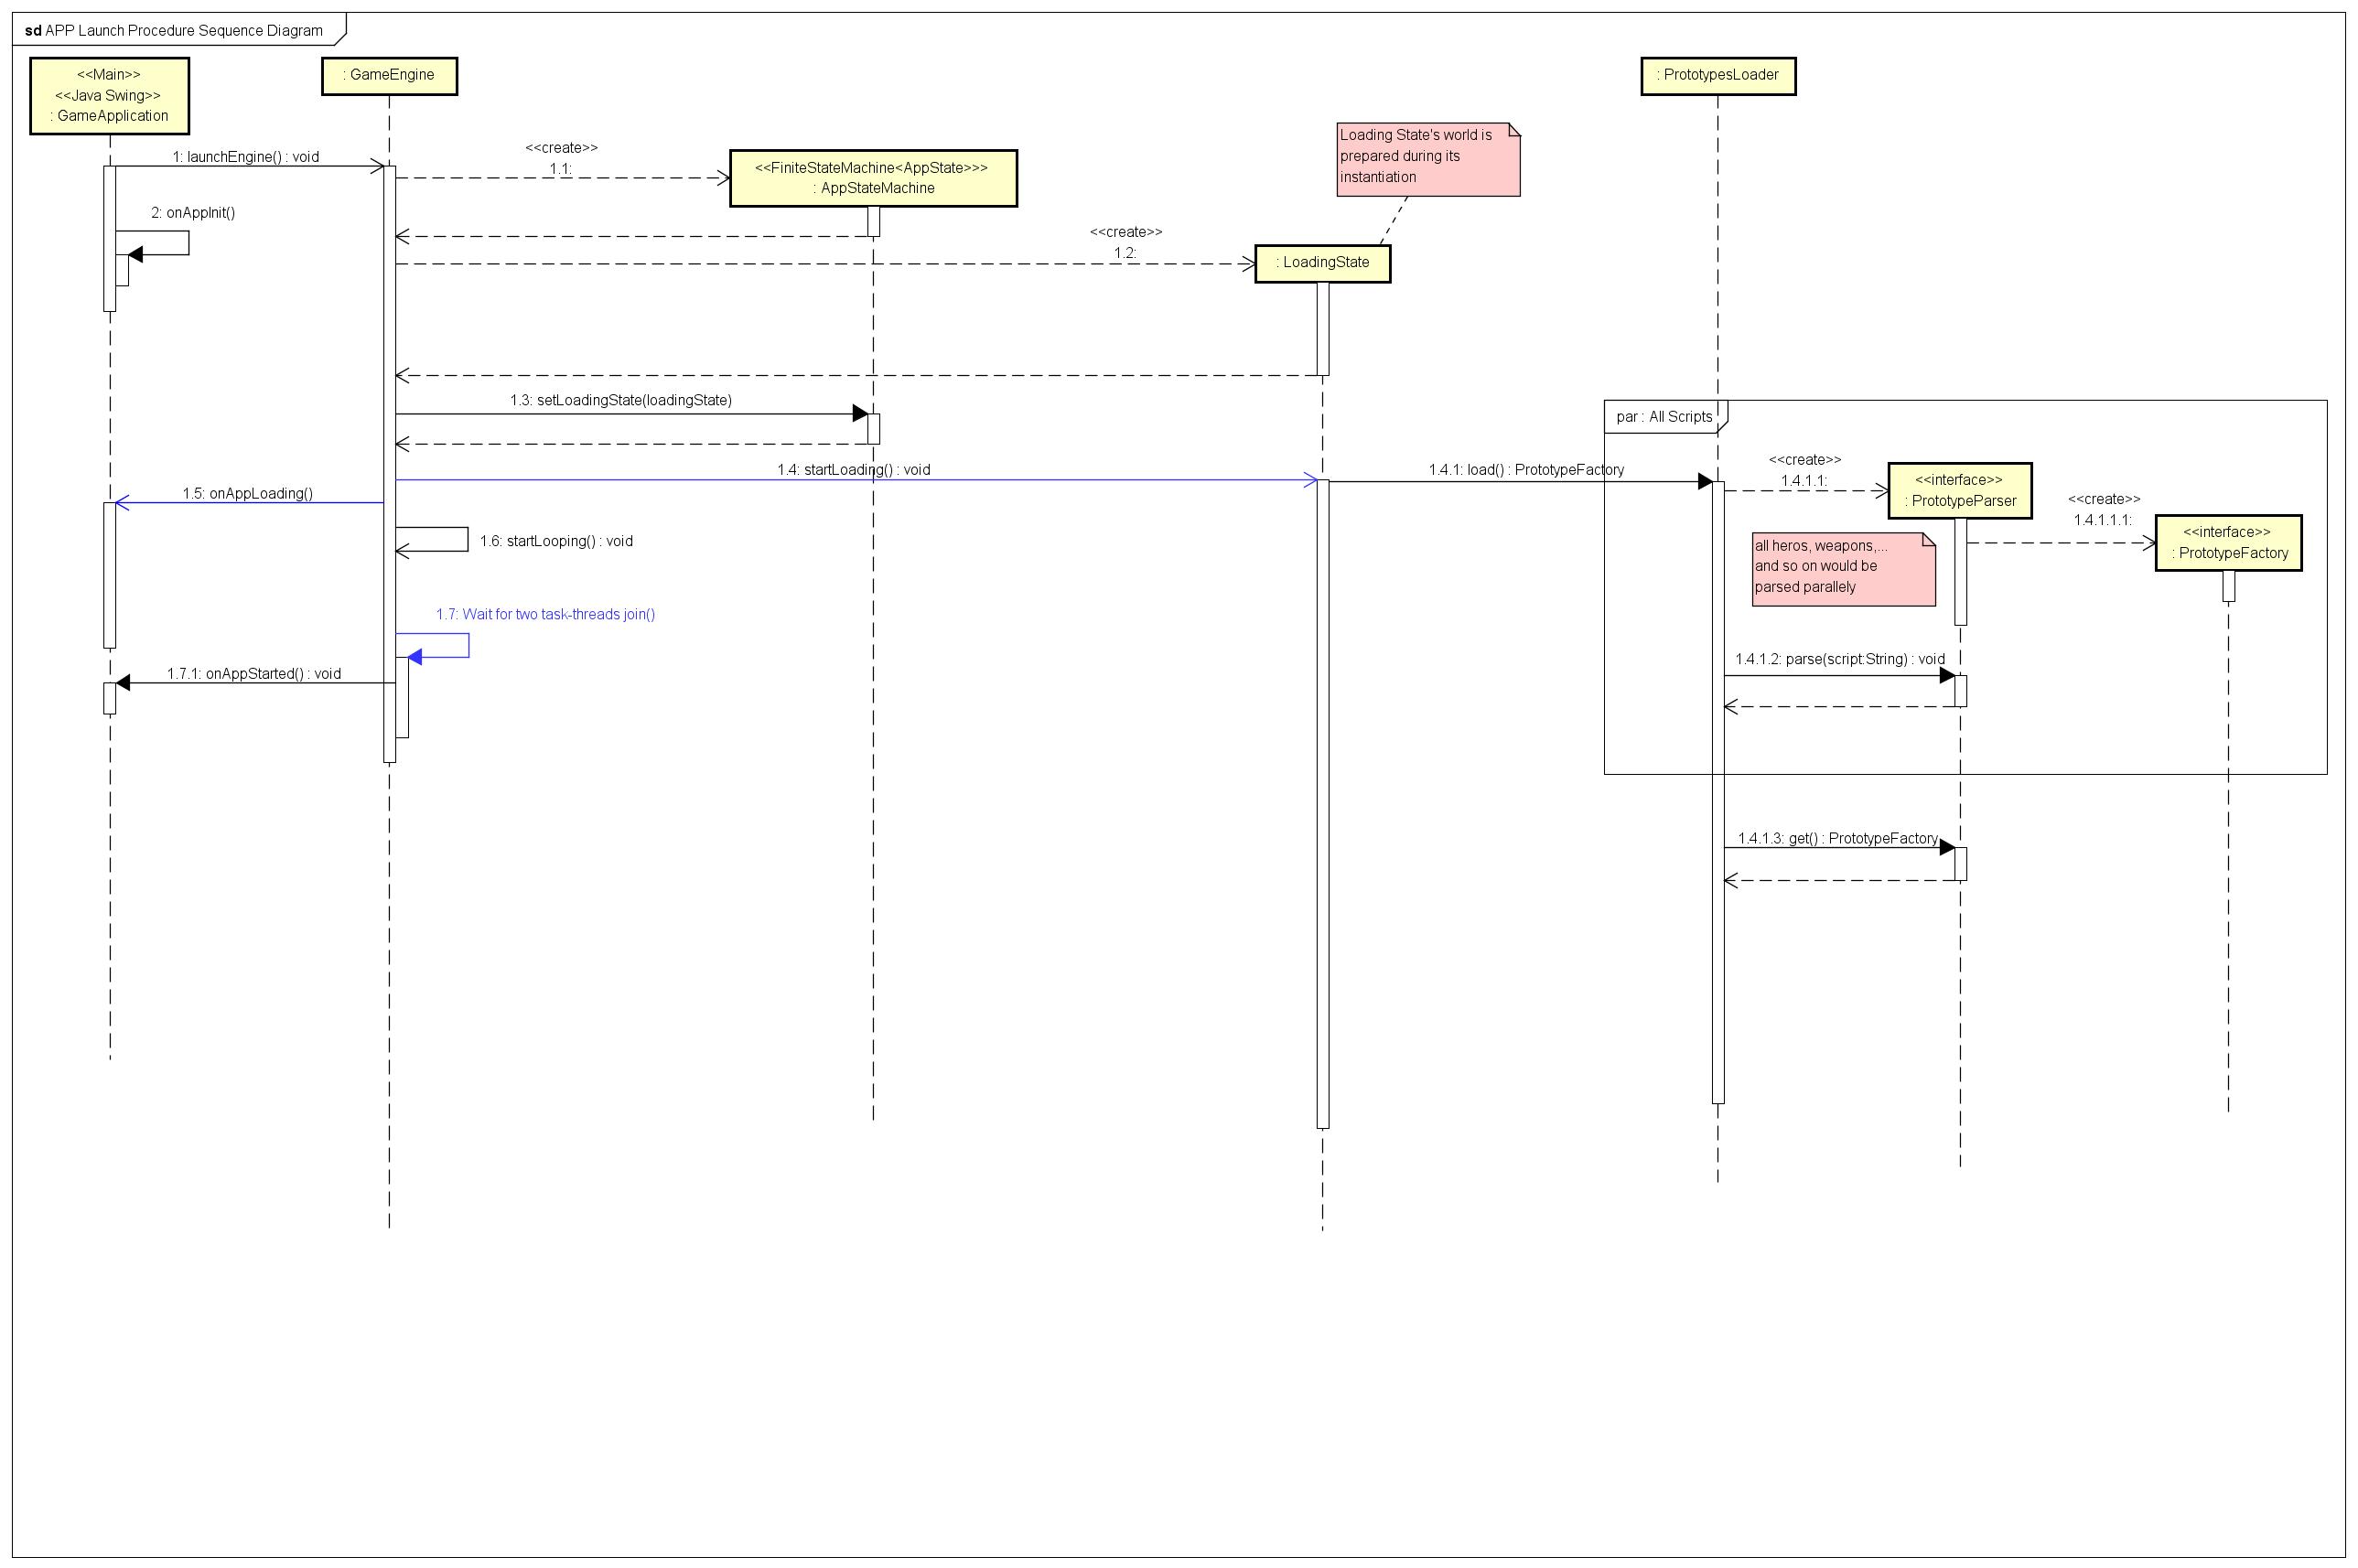 sd APP Launch Procedure Sequence Diagram
<<Main>>
<<Java Swing>>
: GameApplication
: GameEngine
: PrototypesLoader
Loading State's world is
prepared during its
instantiation
1: launchEngine() : void
<<create>>
1.1:
<<FiniteStateMachine<AppState>>>
: AppStateMachine
2: onAppInit()
<<create>>
1.2:
: LoadingState
1.3: setLoadingState(loadingState)
par : All Scripts
1.4: startLoading() : void
1.4.1: load() : PrototypeFactory
<<create>>
1.4.1.1:
<<interface>>
: PrototypeParser
1.5: onAppLoading()
<<create>>
1.4.1.1.1:
<<interface>>
: PrototypeFactory
1.6: startLooping() : void
all heros, weapons,...
and so on would be
parsed parallely
1.7: Wait for two task-threads join()
1.7.1: onAppStarted() : void
1.4.1.2: parse(script:String) : void
1.4.1.3: get() : PrototypeFactory